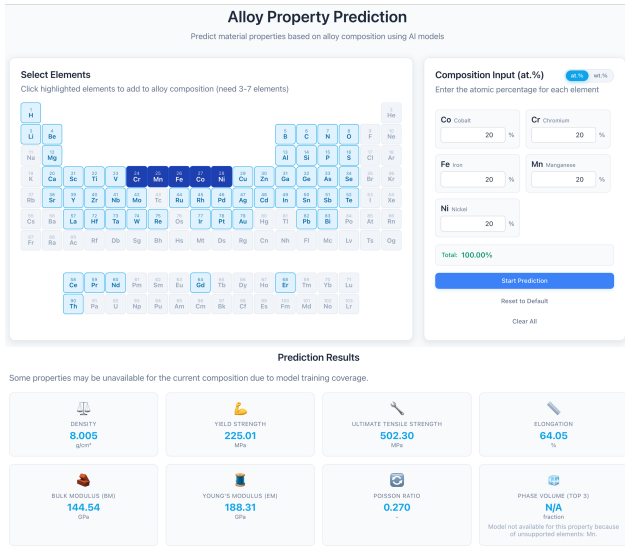 Alloy Property Prediction
Predict material properties based on alloy composition using AI models
Select Elements
Click highlighted elements to add to alloy composition (need 3-7 elements)
H He
Li Be B C N O F Ne
Na Mg Al Si P S Cl Ar
24 25 26 27 28
K Ca Sc Ti V Cr Mn Fe Co Ni Cu Zn Ga Ge As Se Br Kr
Rb Sr Y Zr Nb Mo Tc Ru Rh Pd Ag Cd In Sn Sb Te I Xe
Cs Ba La Hf Ta W Re Os Ir Pt Au Hg Tl Pb Bi Po At Rn
Fr Ra Ac Rf Db Sg Bh Hs Mt Ds Rg Cn Nh Fl Mc Lv Ts Og
Ce Pr Nd Pm Sm Eu Gd Tb Dy Ho Er Tm Yb Lu
Th Pa U Np Pu Am Cm Bk Cf Es Fm Md No Lr
Composition Input (at.%)
at.% wt.%
Enter the atomic percentage for each element
Co Cobalt
20 %
Cr Chromium
20 %
Fe Iron
20 %
Mn Manganese
20 %
Ni Nickel
20 %
Total: 100.00%
Start Prediction
Reset to Default
Clear All
Prediction Results
Some properties may be unavailable for the current composition due to model training coverage.
DENSITY
8.005
g/cm³
YIELD STRENGTH
225.01
MPa
ULTIMATE TENSILE STRENGTH
502.30
MPa
ELONGATION
64.05
%
BULK MODULUS (BM)
144.54
GPa
YOUNG'S MODULUS (EM)
188.31
GPa
POISSON RATIO
0.270
-
PHASE VOLUME (TOP 3)
N/A
fraction
Model not available for this property because
of unsupported elements: Mn.